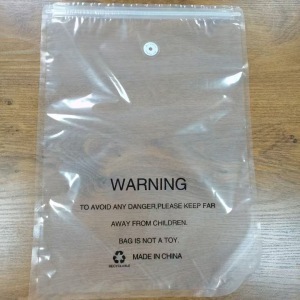 WARNING
TO AVOID ANY DANGER,PLEASE KEEP FAR
AWAY FROM CHILDREN.
BAG IS NOT A TOY.
MADE IN CHINA